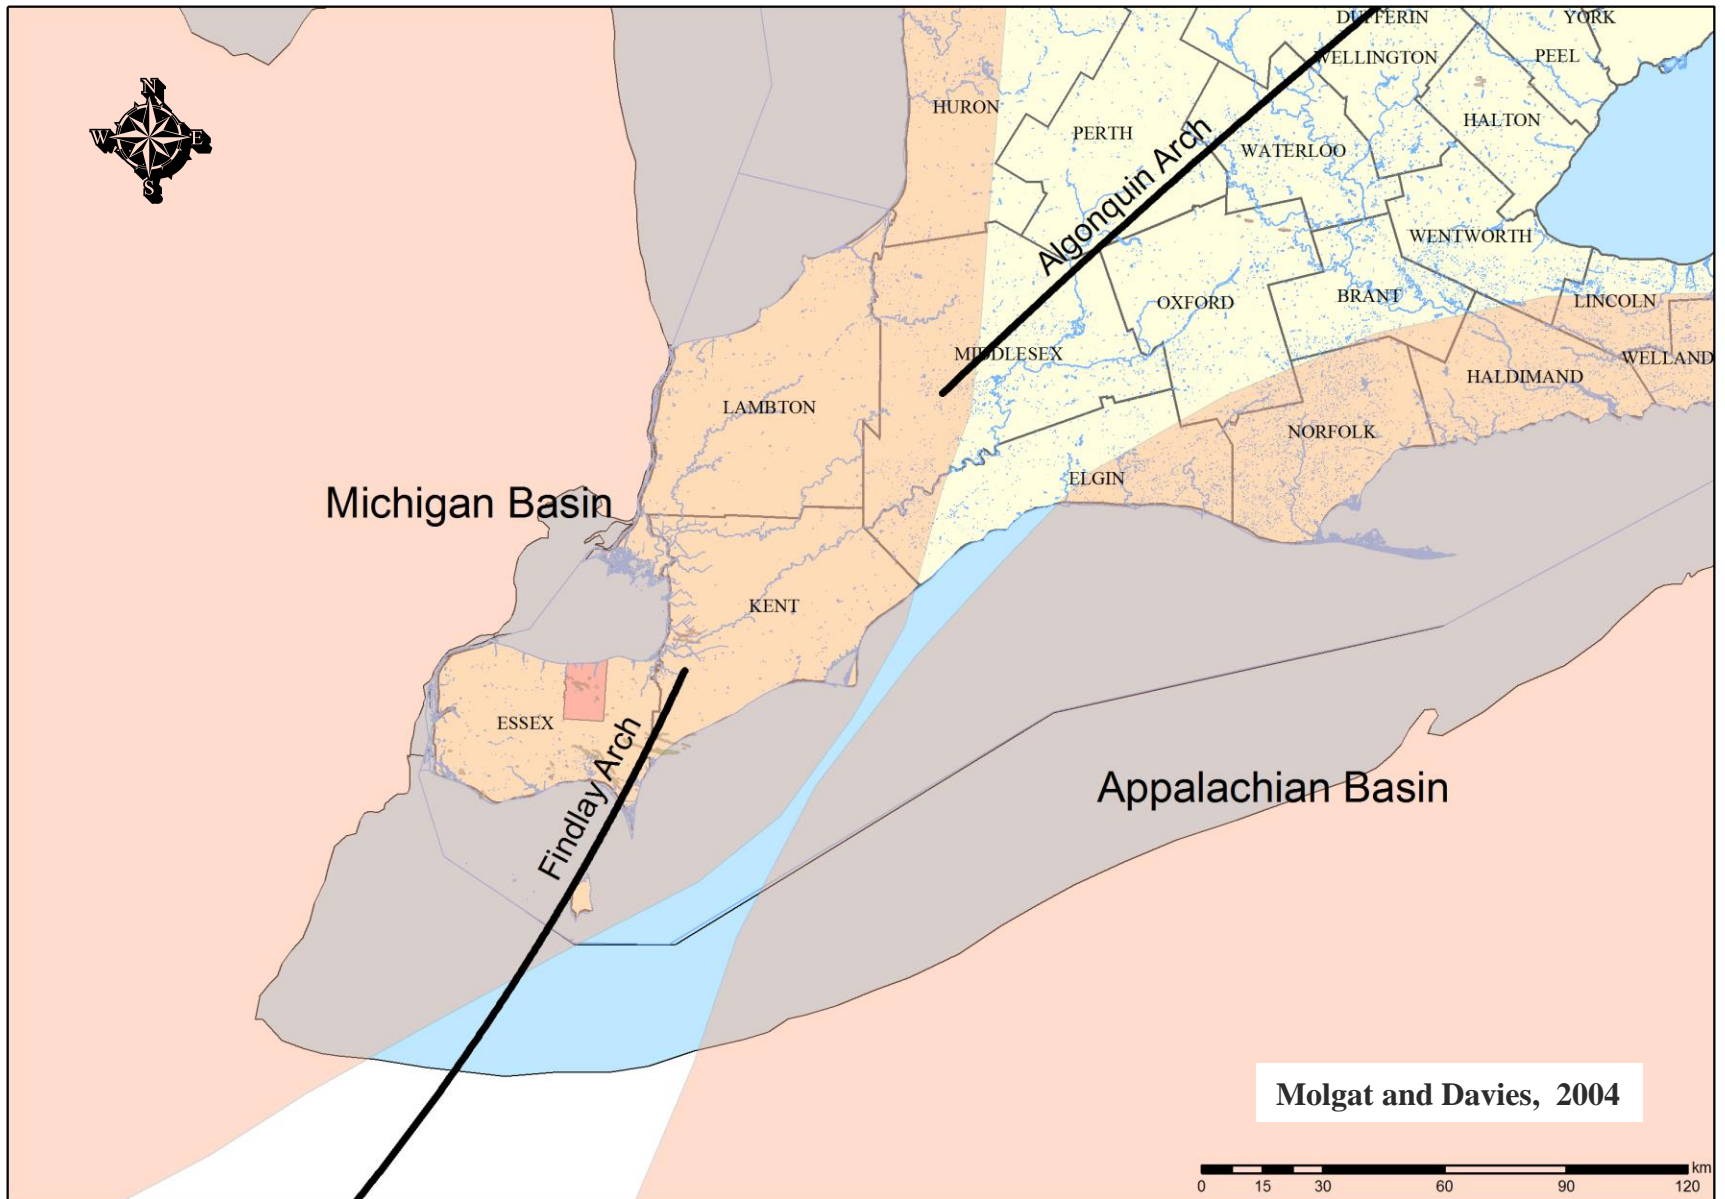 DUFFERIN
YORK
WELLINGTON
PEEL
N
W
E
S
HURON
PERTH
HALTON
WATERLOO
Algonquin Arch
WENTWORTH
OXFORD
BRANT
LINCOLN
MIDDLESEX
WELLAND
HALDIMAND
LAMBTON
NORFOLK
ELGIN
Michigan Basin
KENT
ESSEX
Findlay Arch
Appalachian Basin
Molgat and Davies, 2004
km
0 15 30 60 90 120